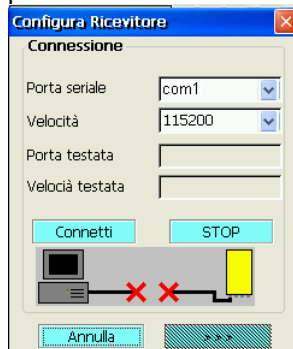 Configura Ricevitore
Connessione
Porta seriale com1
Velocità 115200
Porta testata
Velocià testata
Connetti STOP
Annulla >>>